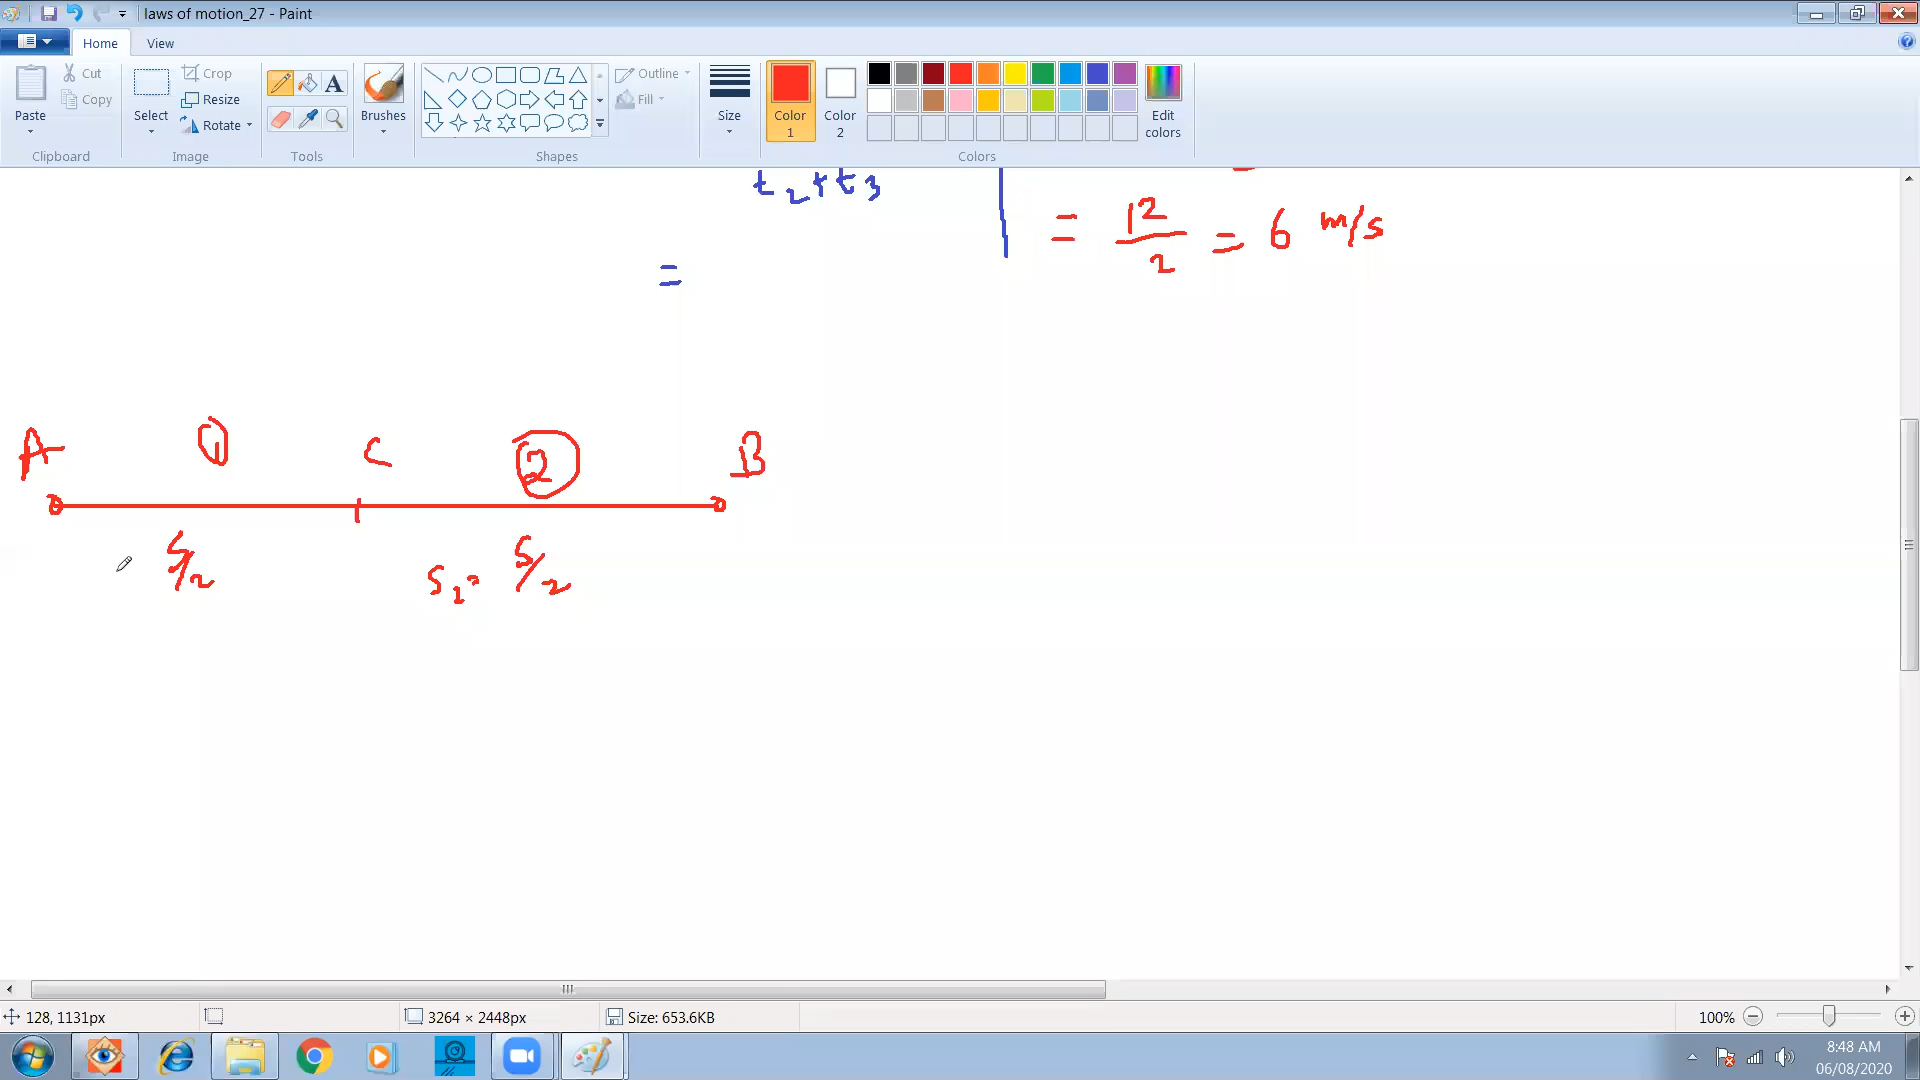 laws of motion_27 - Paint
Home View
Cut
Copy
Paste
Clipboard
Crop
Resize
Rotate
Select
Image
A
Tools
Brushes
Shapes
Outline
Fill
Size
Color 1
Color 2
Edit colors
Colors
t2 + t3
= 12/2 = 6 m/s
=
A 1 C 2 B
S/2 S2 = S/2
128, 1131px
3264 × 2448px
Size: 653.6KB
100%
8:48 AM
06/08/2020